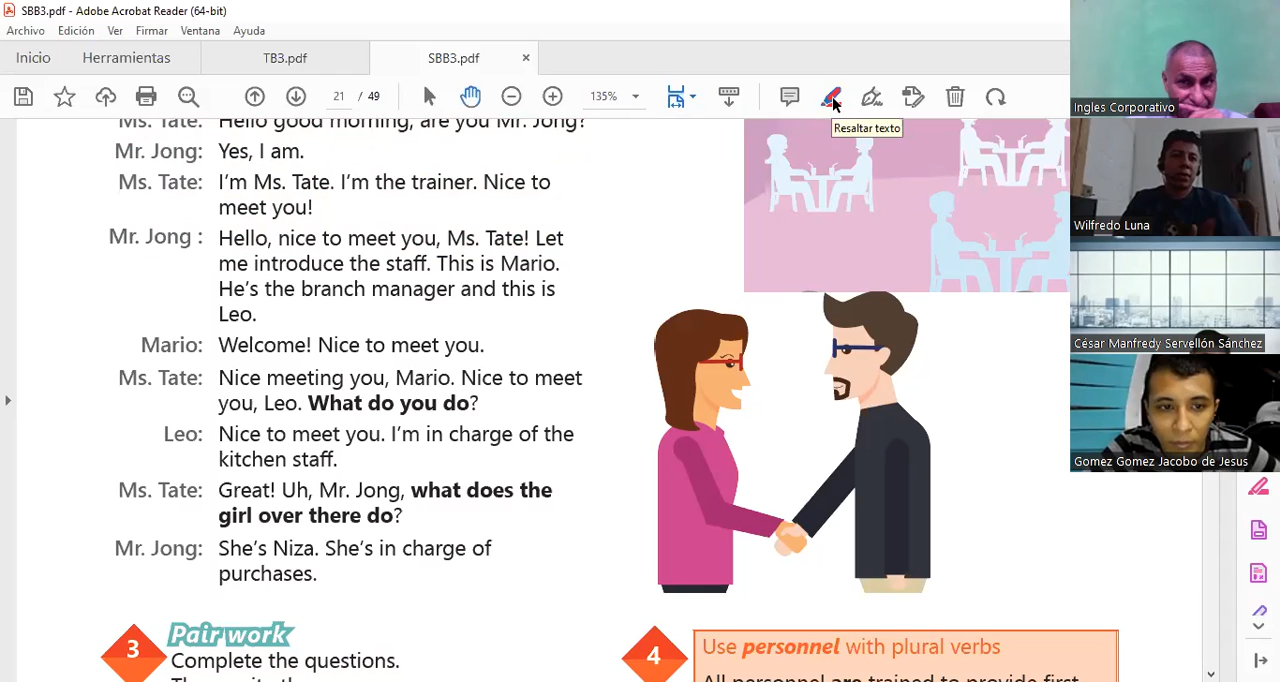 SBB3.pdf - Adobe Acrobat Reader (64-bit)
Archivo Edición Ver Firmar Ventana Ayuda
Inicio Herramientas TB3.pdf SBB3.pdf ×
21 / 49 135%
Resaltar texto
Ms. Tate: Hello good morning, are you Mr. Jong?
Mr. Jong: Yes, I am.
Ms. Tate: I'm Ms. Tate. I'm the trainer. Nice to
meet you!
Mr. Jong : Hello, nice to meet you, Ms. Tate! Let
me introduce the staff. This is Mario.
He's the branch manager and this is
Leo.
Mario: Welcome! Nice to meet you.
Ms. Tate: Nice meeting you, Mario. Nice to meet
you, Leo. What do you do?
Leo: Nice to meet you. I'm in charge of the
kitchen staff.
Ms. Tate: Great! Uh, Mr. Jong, what does the
girl over there do?
Mr. Jong: She's Niza. She's in charge of
purchases.
3 Pair work
Complete the questions.
4 Use personnel with plural verbs
All personnel are trained to provide first
Ingles Corporativo
Wilfredo Luna
César Manfredy Servellón Sánchez
Gomez Gomez Jacobo de Jesus